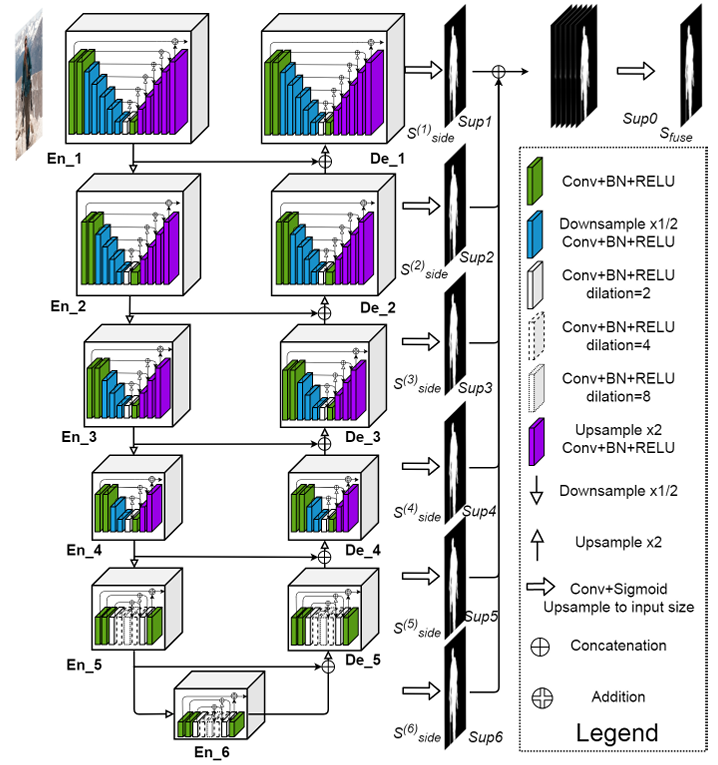 En_1
De_1
S(1)side
Sup1
Sup0
Sfuse
En_2
De_2
S(2)side
Sup2
En_3
De_3
S(3)side
Sup3
En_4
De_4
S(4)side
Sup4
En_5
De_5
S(5)side
Sup5
En_6
S(6)side
Sup6
Conv+BN+RELU
Downsample x1/2
Conv+BN+RELU
Conv+BN+RELU
dilation=2
Conv+BN+RELU
dilation=4
Conv+BN+RELU
dilation=8
Upsample x2
Conv+BN+RELU
Downsample x1/2
Upsample x2
Conv+Sigmoid
Upsample to input size
Concatenation
Addition
Legend